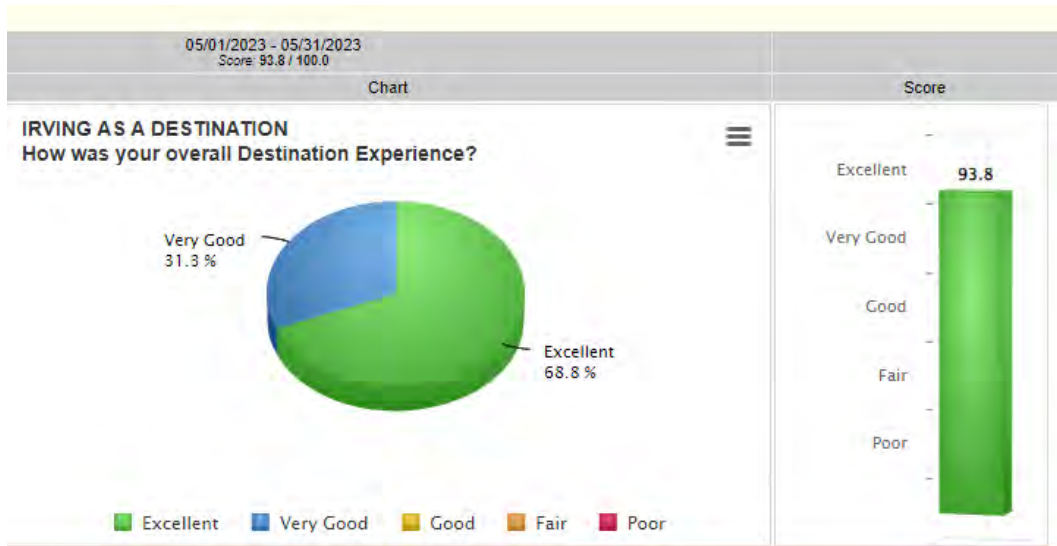 05/01/2023 - 05/31/2023
Score: 93.8 / 100.0
Chart
Score
IRVING AS A DESTINATION
How was your overall Destination Experience?
Very Good
31.3 %
Excellent
68.8 %
Excellent
Very Good
Good
Fair
Poor
Excellent
93.8
Very Good
Good
Fair
Poor